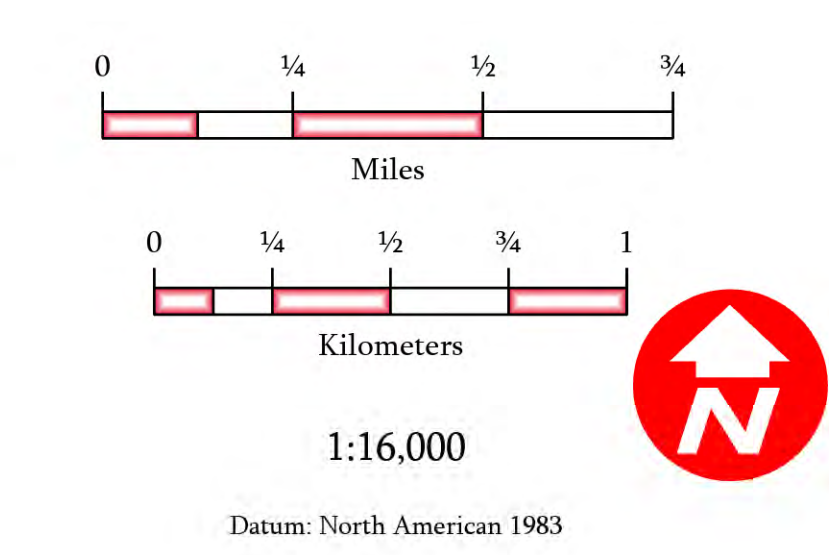 0 ¼ ½ ¾
Miles
0 ¼ ½ ¾ 1
Kilometers
N
1:16,000
Datum: North American 1983